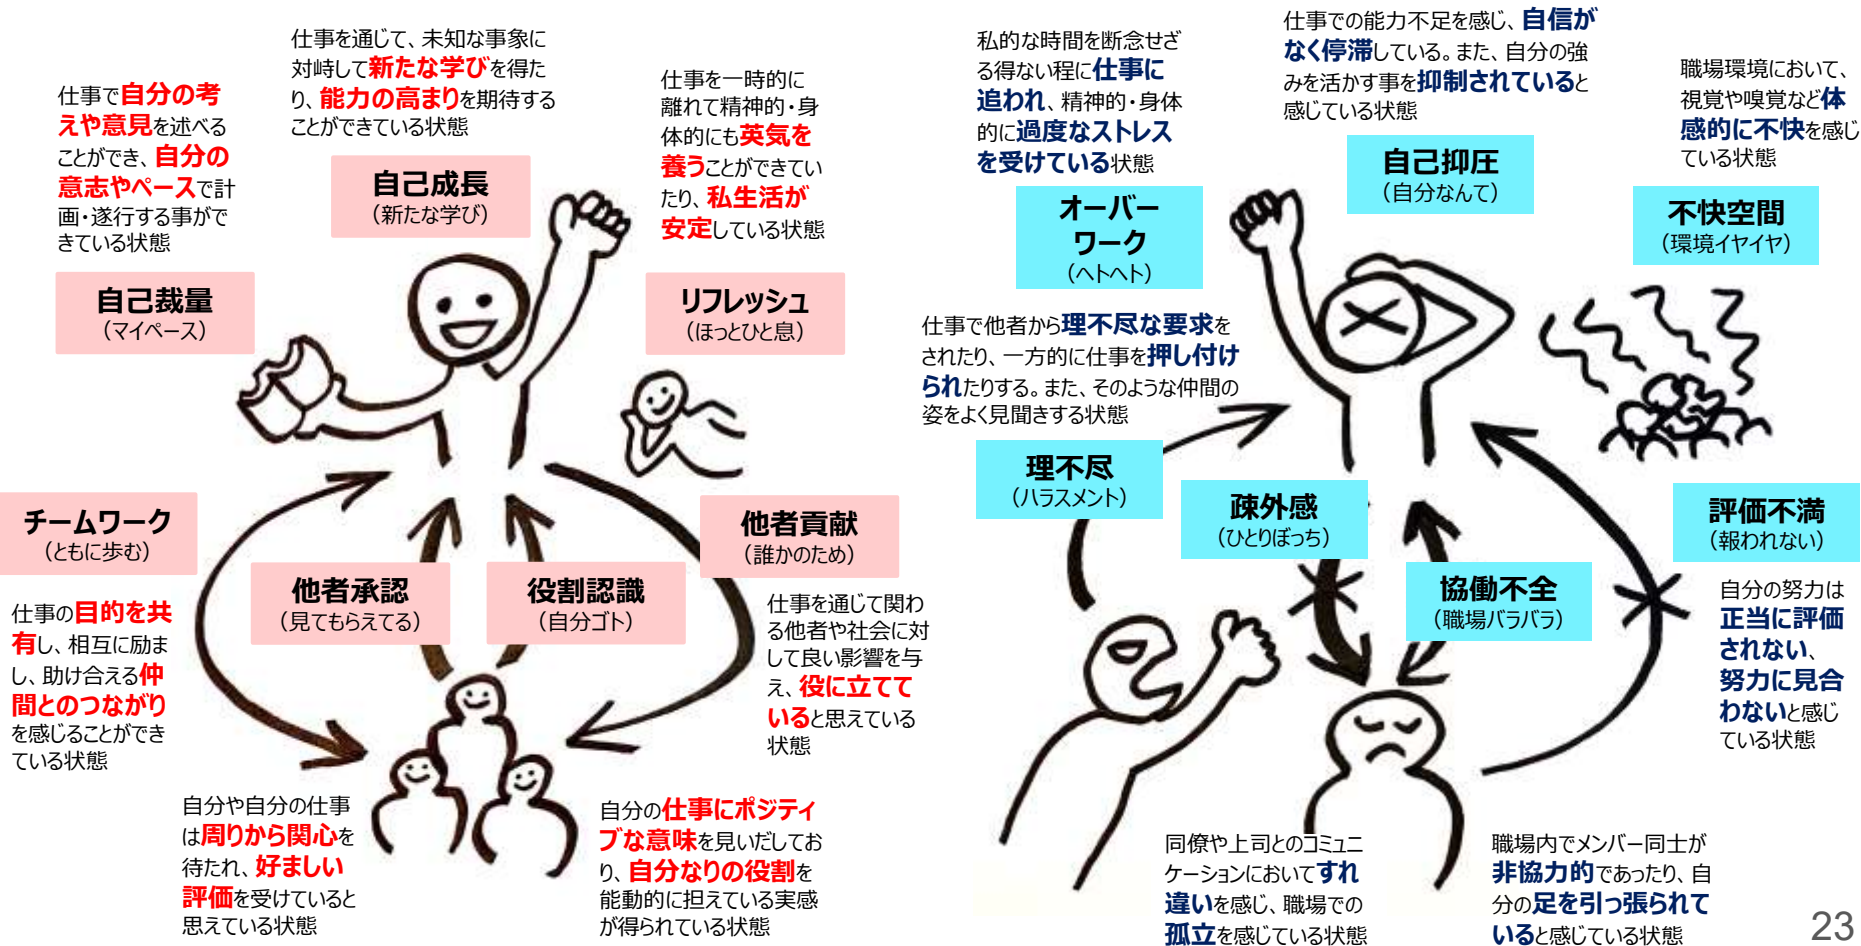 仕事を通じて、未知な事象に
対峙して新たな学びを得た
り、能力の高まりを期待する
ことができている状態
仕事で自分の考
えや意見を述べる
ことができ、自分の
意志やペースで計
画・遂行する事がで
きている状態
仕事を一時的に
離れて精神的・身
体的にも英気を
養うことができてい
たり、私生活が
安定している状態
自己成長
（新たな学び）
自己裁量
（マイペース）
リフレッシュ
（ほっとひと息）
チームワーク
（ともに歩む）
他者承認
（見てもらえてる）
役割認識
（自分ゴト）
他者貢献
（誰かのため）
仕事の目的を共
有し、相互に励ま
し、助け合える仲
間とのつながり
を感じることができ
ている状態
仕事を通じて関わ
る他者や社会に対
して良い影響を与
え、役に立てて
いると思えている
状態
自分や自分の仕事
は周りから関心を
待たれ、好ましい
評価を受けていると
思えている状態
自分の仕事にポジティ
ブな意味を見いだしてお
り、自分なりの役割を
能動的に担えている実感
が得られている状態
私的な時間を断念せざ
る得ない程に仕事に
追われ、精神的・身体
的に過度なストレス
を受けている状態
仕事での能力不足を感じ、自信が
なく停滞している。また、自分の強
みを活かす事を抑制されていると
感じている状態
職場環境において、
視覚や嗅覚など体
感的に不快を感じ
ている状態
オーバー
ワーク
（ヘトヘト）
自己抑圧
（自分なんて）
不快空間
（環境イヤイヤ）
仕事で他者から理不尽な要求を
されたり、一方的に仕事を押し付け
られたりする。また、そのような仲間の
姿をよく見聞きする状態
理不尽
（ハラスメント）
疎外感
（ひとりぼっち）
協働不全
（職場バラバラ）
評価不満
（報われない）
自分の努力は
正当に評価
されない、
努力に見合
わないと感じ
ている状態
同僚や上司とのコミュニ
ケーションにおいてすれ
違いを感じ、職場での
孤立を感じている状態
職場内でメンバー同士が
非協力的であったり、自
分の足を引っ張られて
いると感じている状態
23